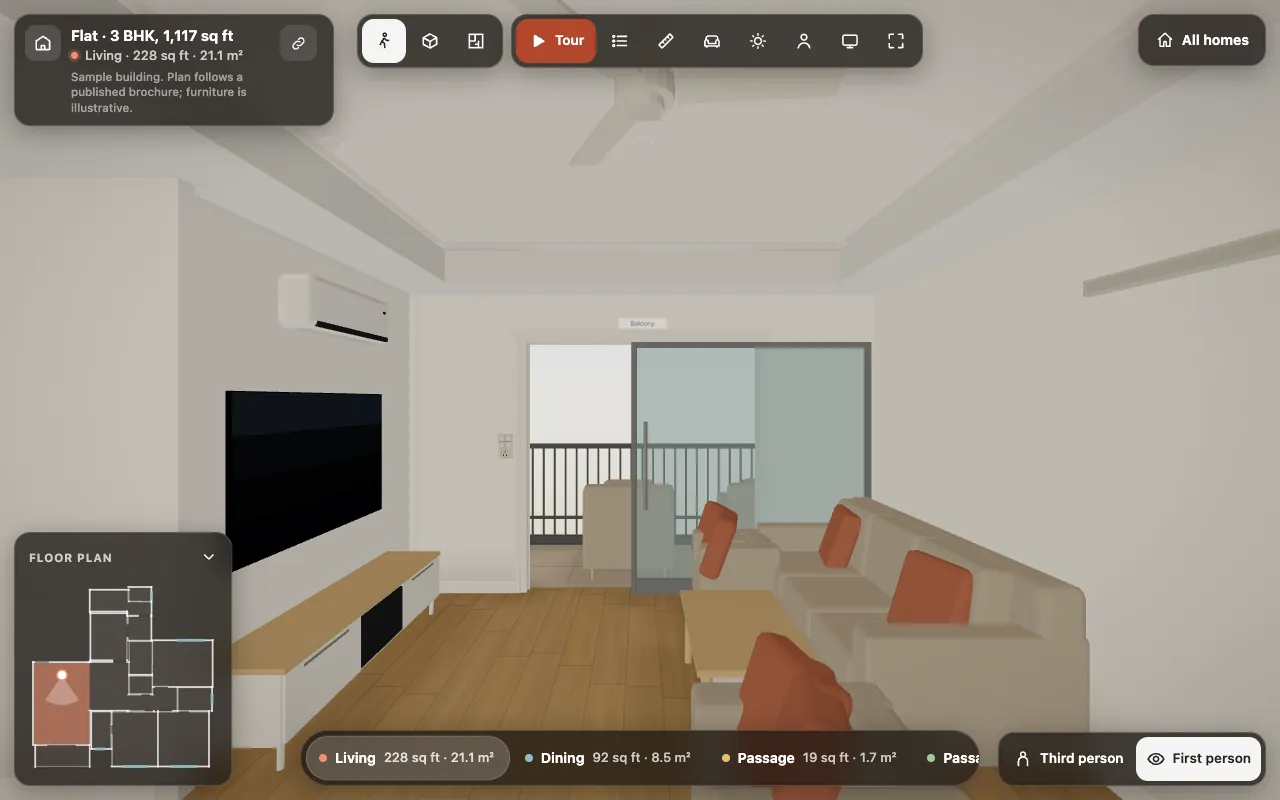 Flat · 3 BHK, 1,117 sq ft
Living · 228 sq ft · 21.1 m²
Sample building. Plan follows a
published brochure; furniture is
illustrative.
Tour
All homes
Balcony
FLOOR PLAN
Living 228 sq ft · 21.1 m²
Dining 92 sq ft · 8.5 m²
Passage 19 sq ft · 1.7 m²
Passa
Third person
First person